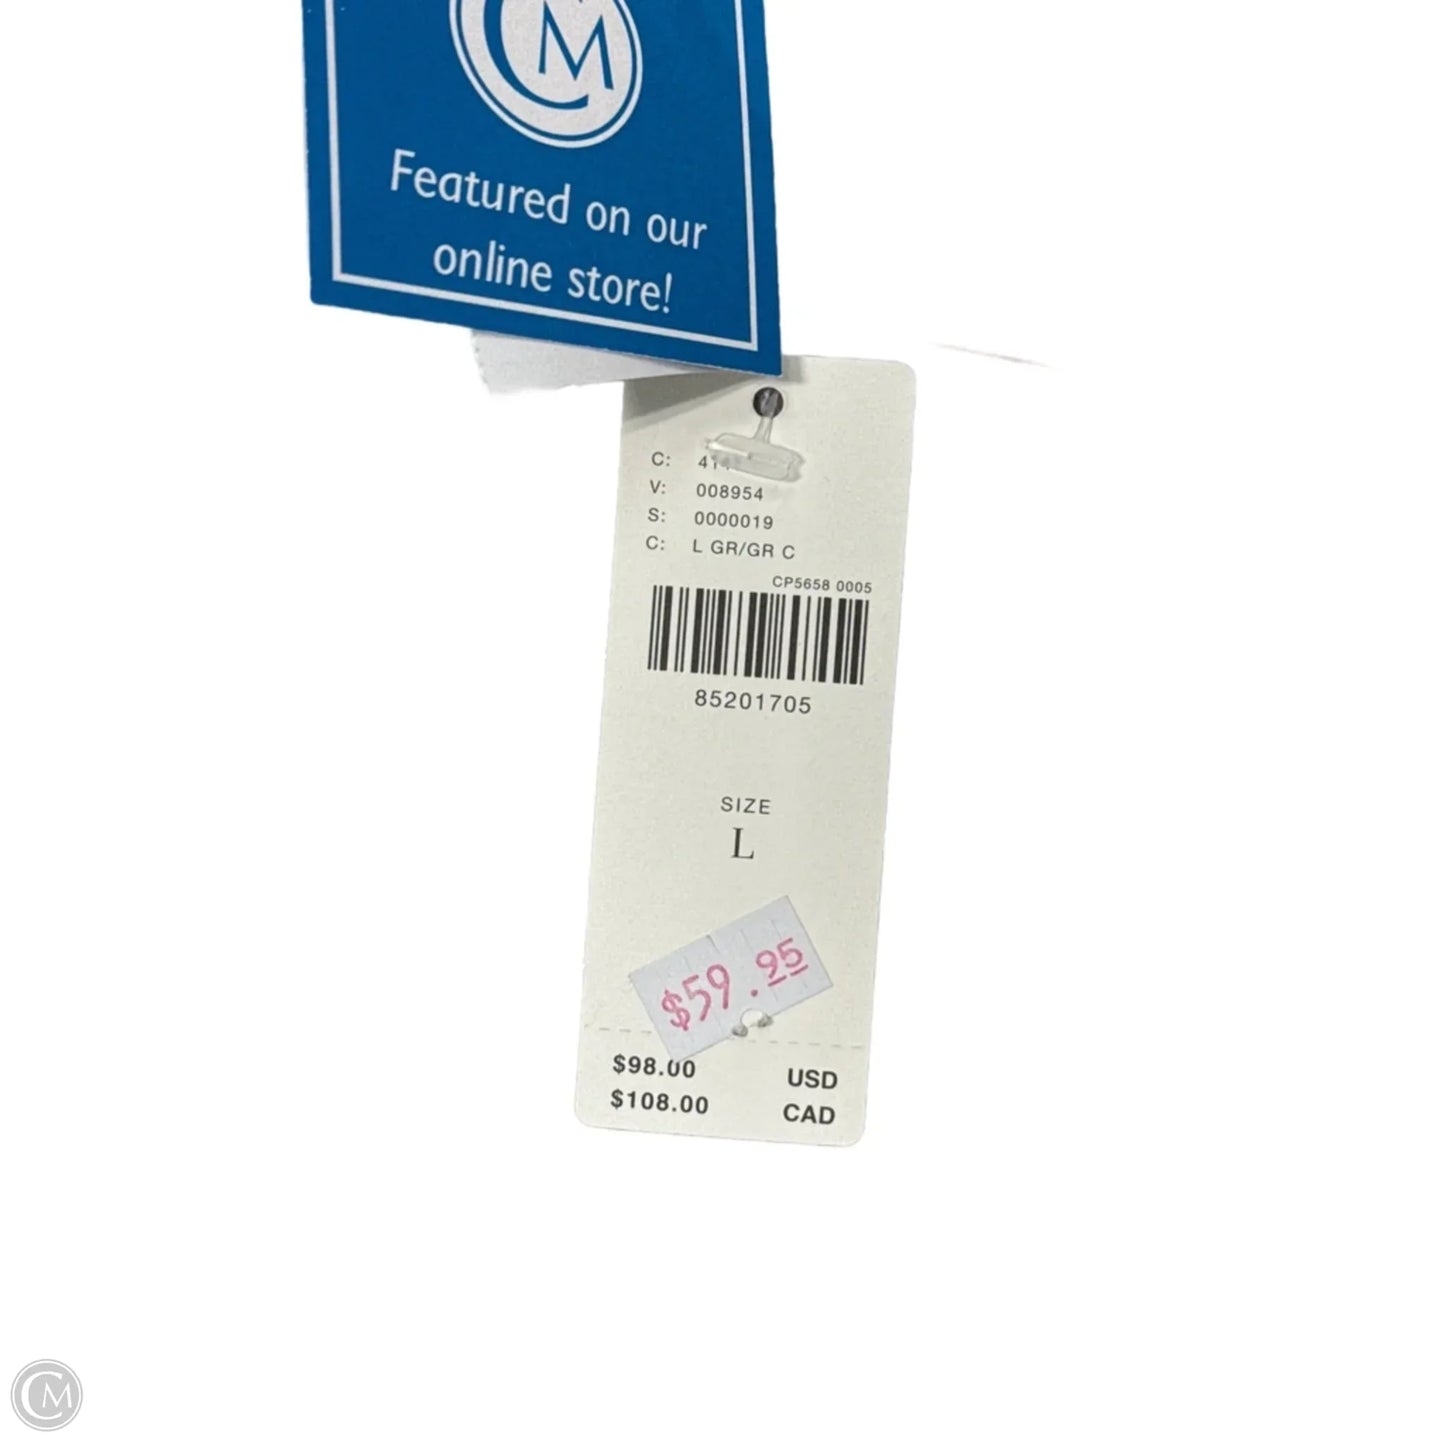 CM
Featured on our
online store!
C:
V: 008954
S: 0000019
C: L GR/GR C
CP5658 0005
85201705
SIZE
L
$59.95
$98.00 USD
$108.00 CAD
CM